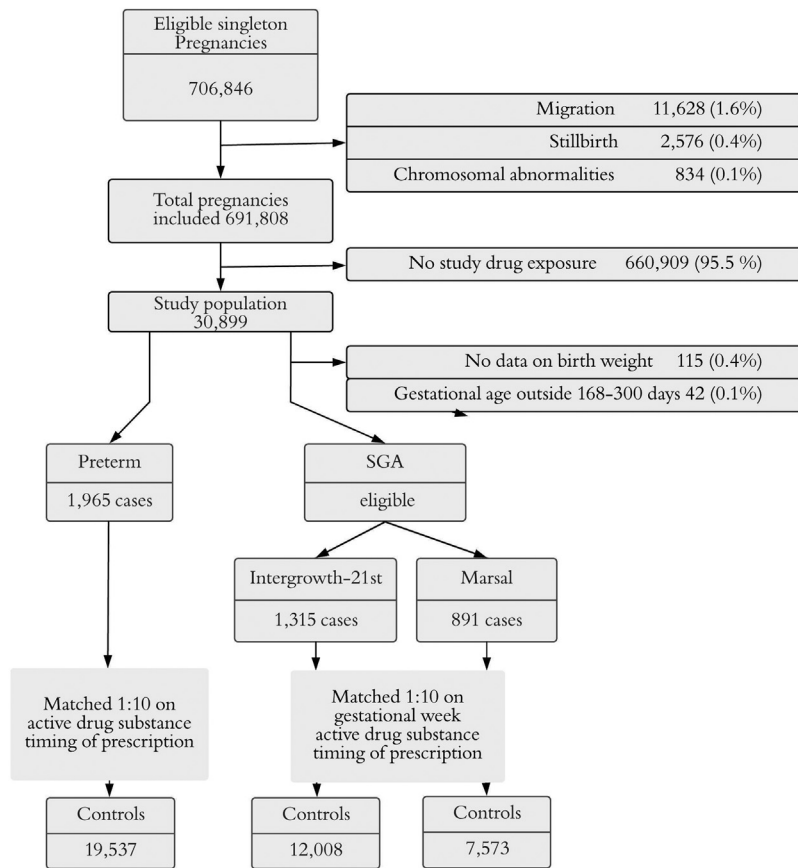 Eligible singleton
Pregnancies
706,846
Migration 11,628 (1.6%)
Stillbirth 2,576 (0.4%)
Chromosomal abnormalities 834 (0.1%)
Total pregnancies
included 691,808
No study drug exposure 660,909 (95.5 %)
Study population
30,899
No data on birth weight 115 (0.4%)
Gestational age outside 168-300 days 42 (0.1%)
Preterm
1,965 cases
SGA
eligible
Intergrowth-21st
1,315 cases
Marsal
891 cases
Matched 1:10 on
active drug substance
timing of prescription
Matched 1:10 on
gestational week
active drug substance
timing of prescription
Controls
19,537
Controls
12,008
Controls
7,573